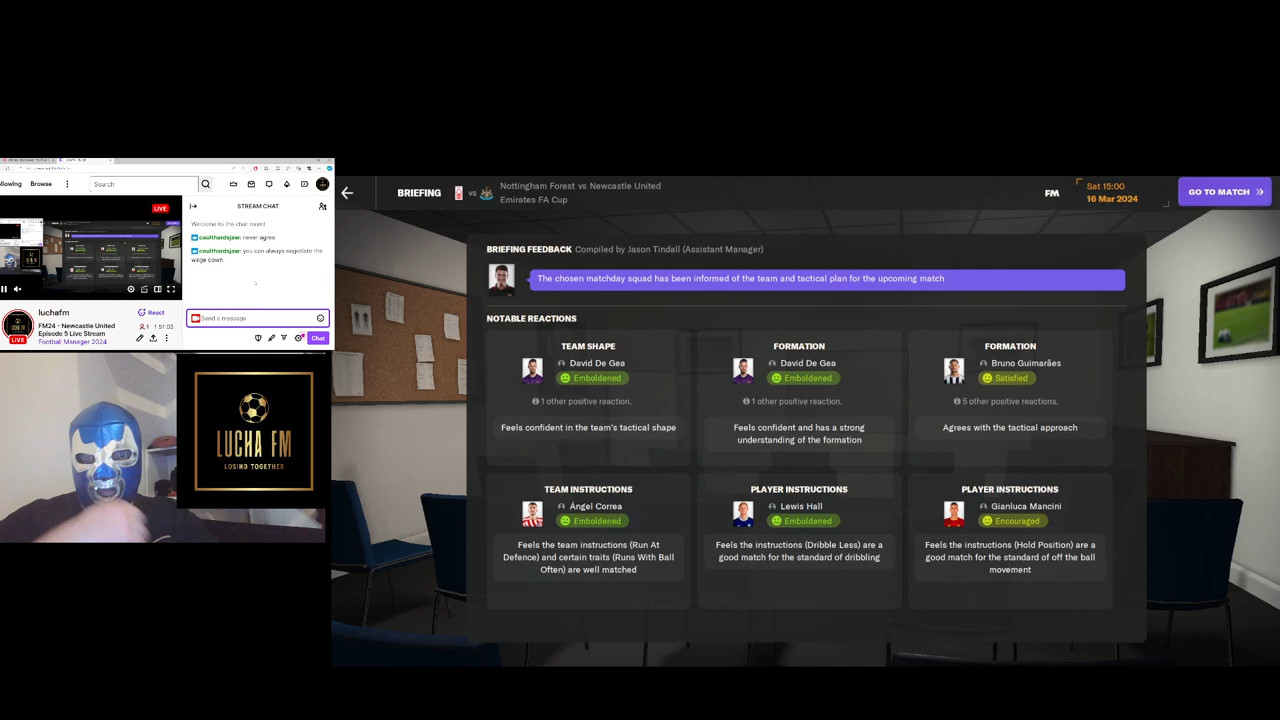 Following
Browse
Search
LIVE
STREAM CHAT
Welcome to the chat room!
coulthardsjaw: never agree
coulthardsjaw: you can always negotiate the
wage down
Send a message
Chat
luchafm
React
FM24 - Newcastle United
Episode 5 Live Stream
Football Manager 2024
1 1:51:03
LIVE
LUCHA FM
LOSING TOGETHER
BRIEFING
vs
Nottingham Forest vs Newcastle United
Emirates FA Cup
FM
Sat 15:00
16 Mar 2024
GO TO MATCH
BRIEFING FEEDBACK Compiled by Jason Tindall (Assistant Manager)
The chosen matchday squad has been informed of the team and tactical plan for the upcoming match
NOTABLE REACTIONS
TEAM SHAPE
David De Gea
Emboldened
1 other positive reaction.
Feels confident in the team's tactical shape
FORMATION
David De Gea
Emboldened
1 other positive reaction.
Feels confident and has a strong
understanding of the formation
FORMATION
Bruno Guimarães
Satisfied
5 other positive reactions.
Agrees with the tactical approach
TEAM INSTRUCTIONS
Ángel Correa
Emboldened
Feels the team instructions (Run At
Defence) and certain traits (Runs With Ball
Often) are well matched
PLAYER INSTRUCTIONS
Lewis Hall
Emboldened
Feels the instructions (Dribble Less) are a
good match for the standard of dribbling
PLAYER INSTRUCTIONS
Gianluca Mancini
Encouraged
Feels the instructions (Hold Position) are a
good match for the standard of off the ball
movement